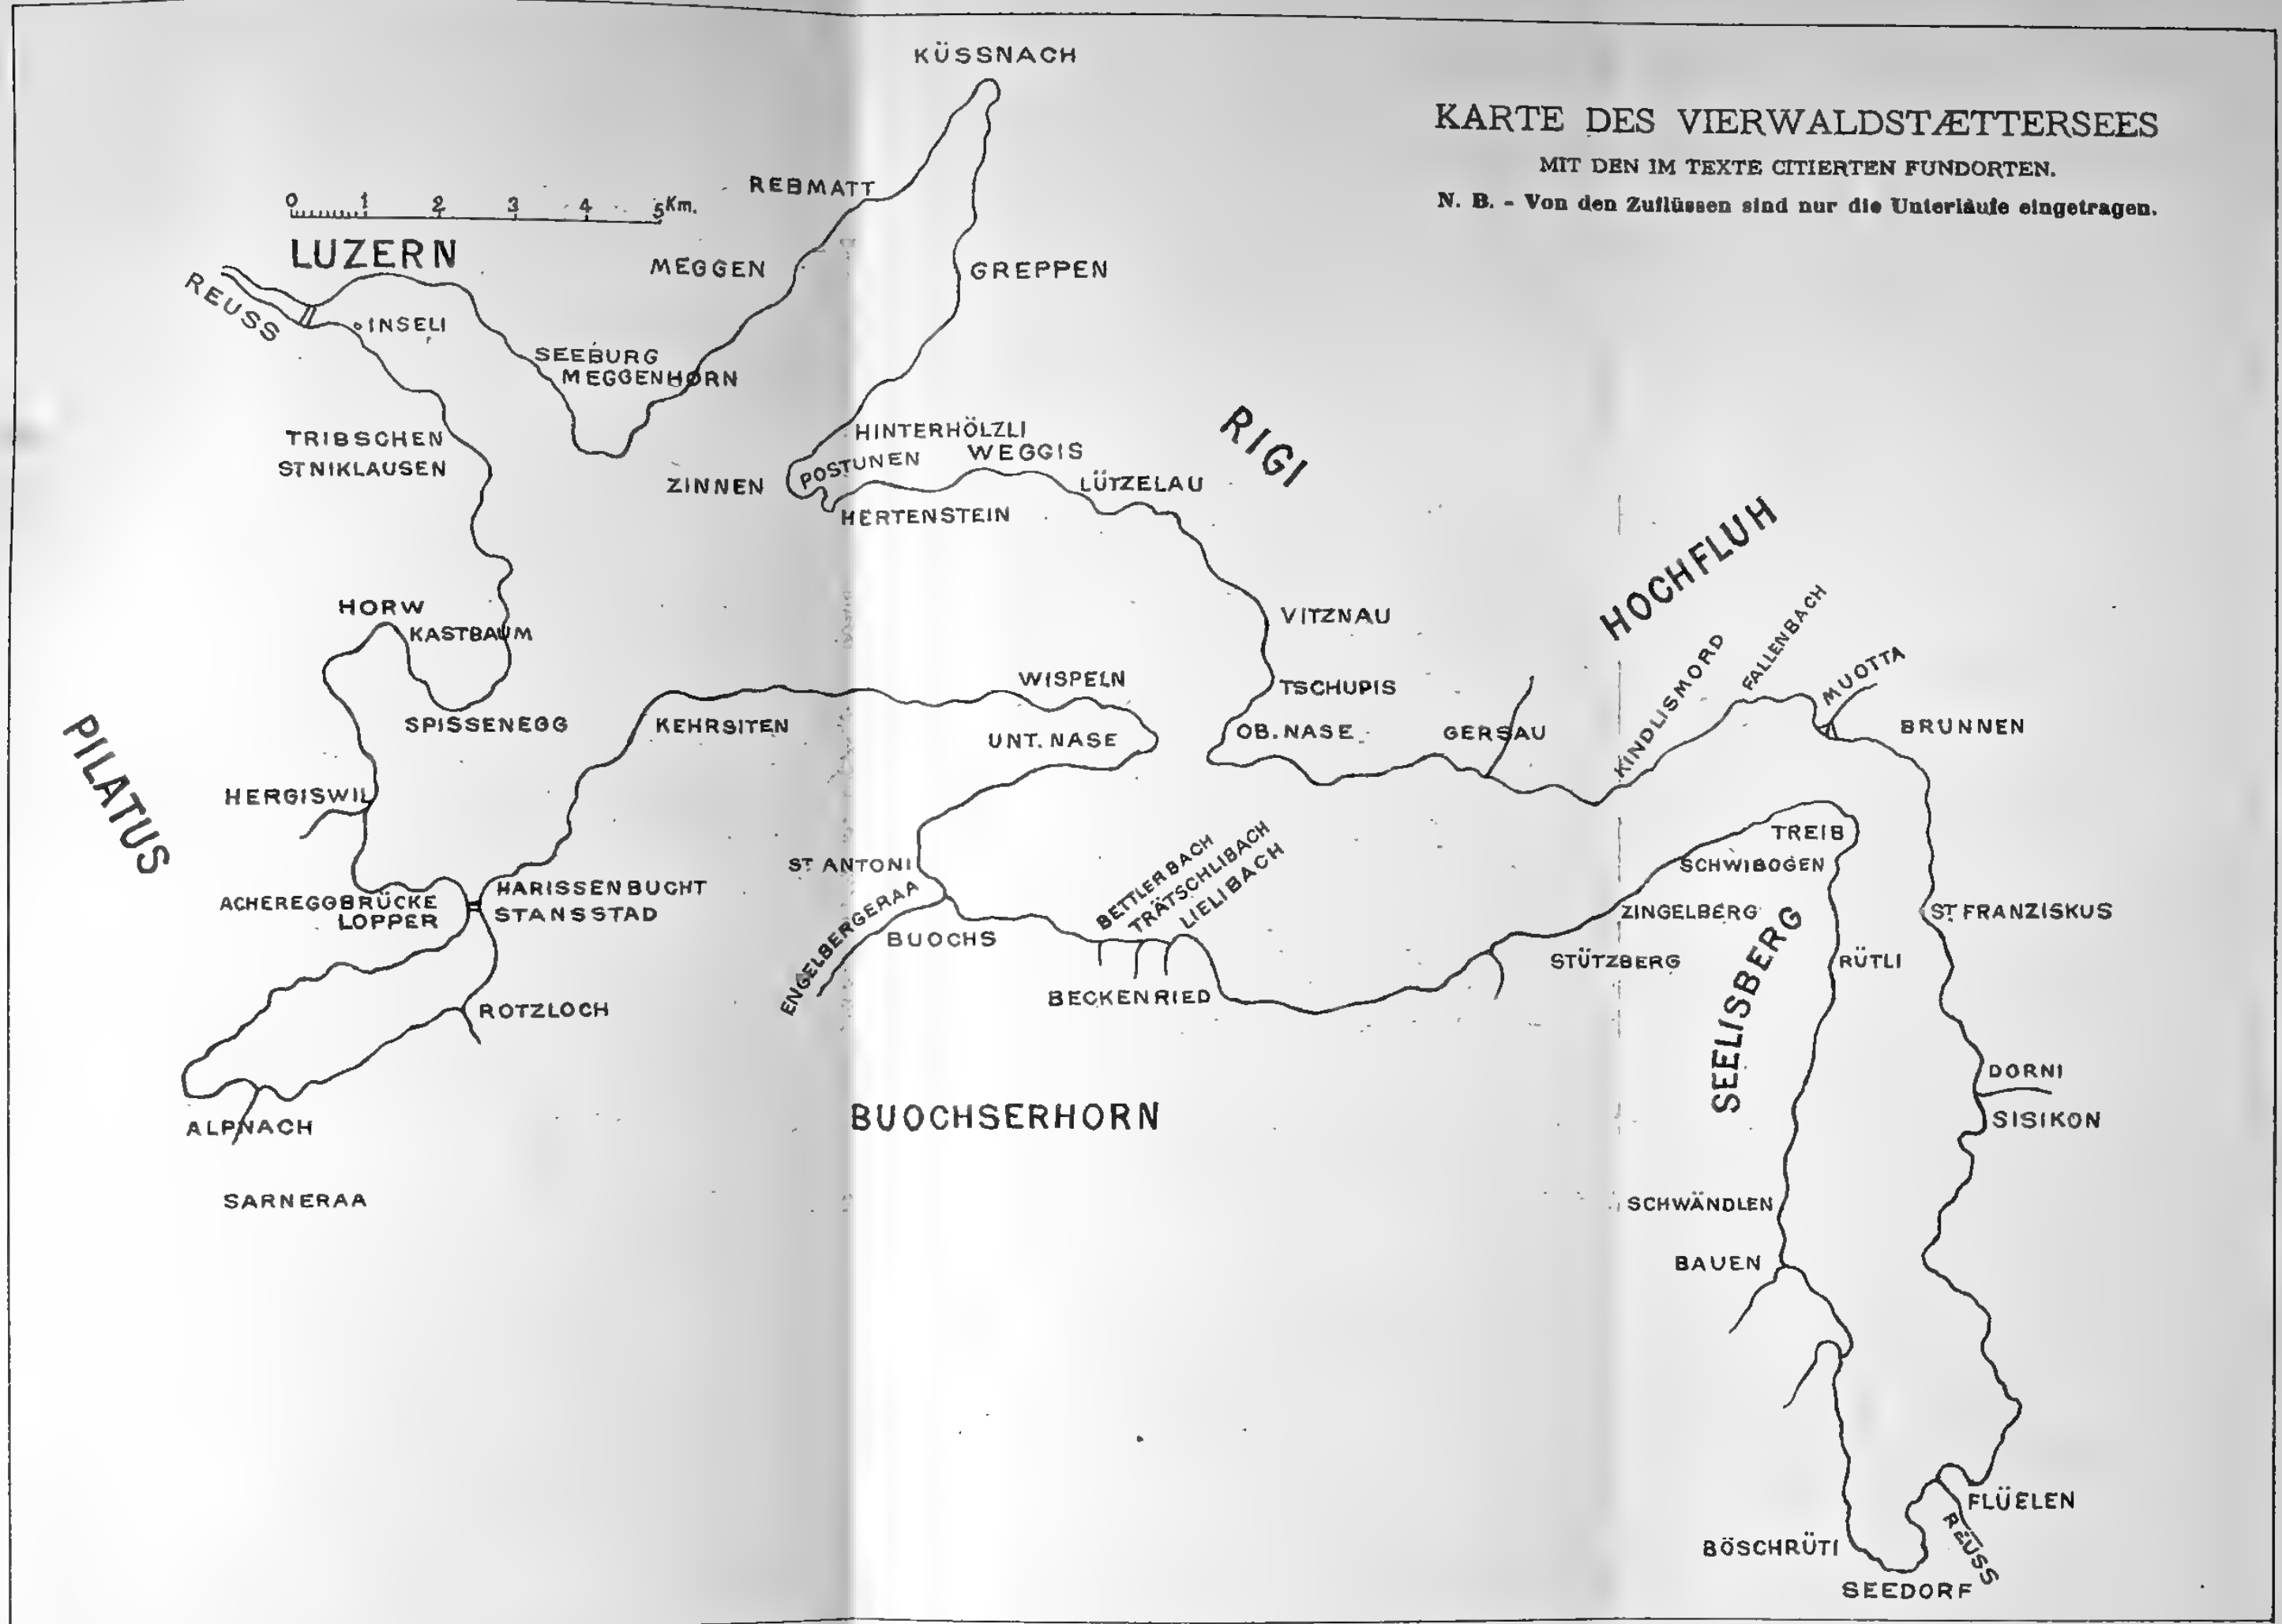 KÜSSNACH
KARTE DES VIERWALDSTÆTTERSEES
MIT DEN IM TEXTE CITIERTEN FUNDORTEN.
N. B. - Von den Zuflüssen sind nur die Unterläufe eingetragen.
REBMATT
0 1 2 3 4 5 Km.
LUZERN
MEGGEN
GREPPEN
REUSS
INSELI
SEEBURG
MEGGENHORN
TRIBSCHEN
ST NIKLAUSEN
HINTERHÖLZLI
WEGGIS
POSTUNEN
ZINNEN
LÜTZELAU
HERTENSTEIN
RIGI
HOCHFLUH
HORW
KASTBAUM
VITZNAU
KINDLISMORD
FALLENBACH
MUOTTA
WISPELN
TSCHUPIS
SPISSENEGG
KEHRSITEN
UNT. NASE
OB. NASE
GERSAU
BRUNNEN
PILATUS
HERGISWIL
TREIB
SCHWIBOGEN
ST ANTONI
BETTLERBACH
TRÄTSCHLIBACH
LIELIBACH
ACHEREGGBRÜCKE
LOPPER
HARISSENBUCHT
STANSSTAD
ENGELBERGERAA
BUOCHS
ZINGELBERG
ST FRANZISKUS
STÜTZBERG
SEELISBERG
RÜTLI
BECKENRIED
ROTZLOCH
DORNI
SISIKON
ALPNACH
BUOCHSERHORN
SARNERAA
SCHWÄNDLEN
BAUEN
FLÜELEN
REUSS
BÖSCHRÜTI
SEEDORF